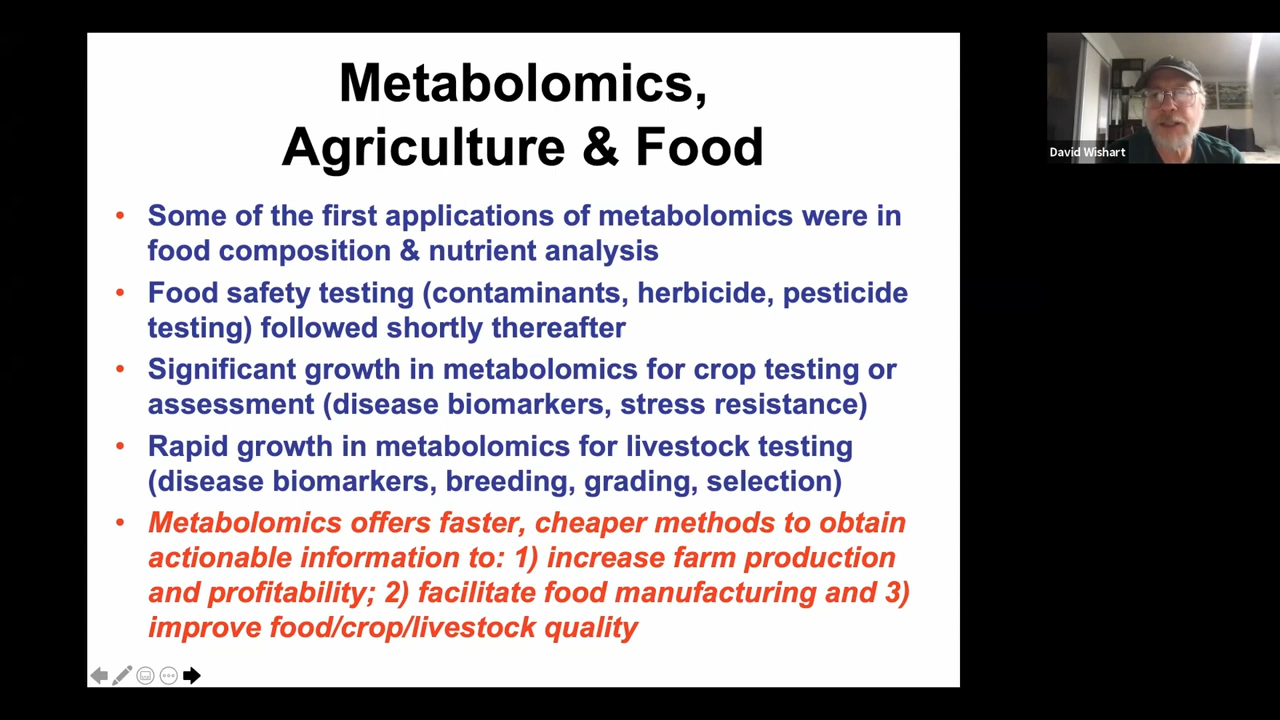 Metabolomics,
Agriculture & Food
• Some of the first applications of metabolomics were in
food composition & nutrient analysis
• Food safety testing (contaminants, herbicide, pesticide
testing) followed shortly thereafter
• Significant growth in metabolomics for crop testing or
assessment (disease biomarkers, stress resistance)
• Rapid growth in metabolomics for livestock testing
(disease biomarkers, breeding, grading, selection)
• Metabolomics offers faster, cheaper methods to obtain
actionable information to: 1) increase farm production
and profitability; 2) facilitate food manufacturing and 3)
improve food/crop/livestock quality
David Wishart